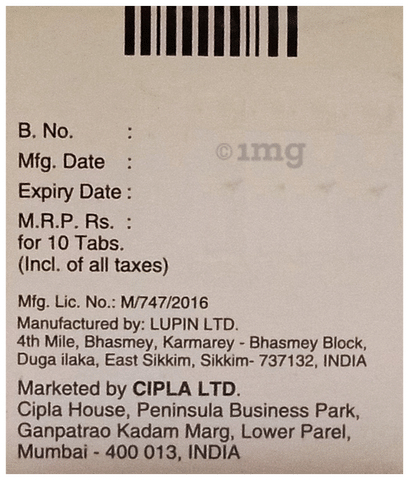 B. No. :
©1mg
Mfg. Date :
Expiry Date :
M.R.P. Rs. :
for 10 Tabs.
(Incl. of all taxes)
Mfg. Lic. No.: M/747/2016
Manufactured by: LUPIN LTD.
4th Mile, Bhasmey, Karmarey - Bhasmey Block,
Duga ilaka, East Sikkim, Sikkim- 737132, INDIA
Marketed by CIPLA LTD.
Cipla House, Peninsula Business Park,
Ganpatrao Kadam Marg, Lower Parel,
Mumbai - 400 013, INDIA